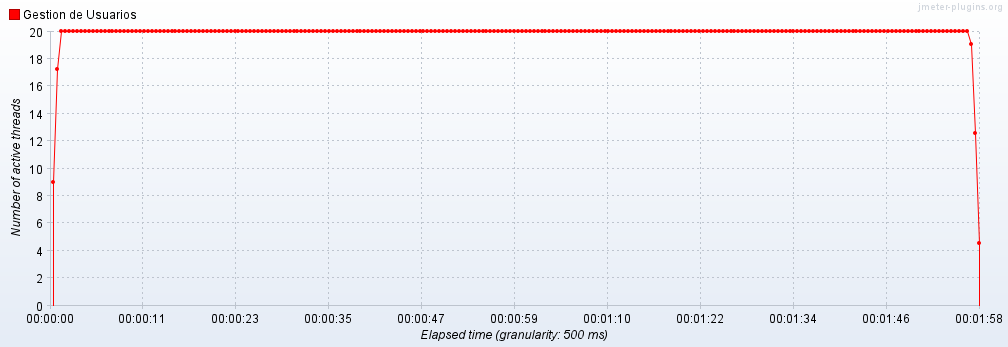 jmeter-plugins.org
Gestion de Usuarios
20
18
16
14
12
10
8
6
4
2
0
Number of active threads
00:00:00 00:00:11 00:00:23 00:00:35 00:00:47 00:00:59 00:01:10 00:01:22 00:01:34 00:01:46 00:01:58
Elapsed time (granularity: 500 ms)